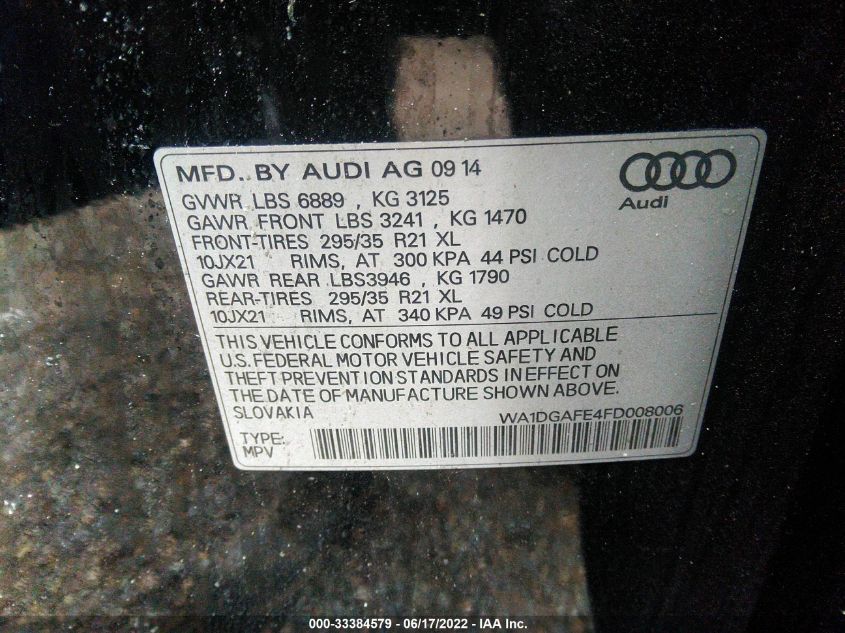 MFD. BY AUDI AG 09 14
GVWR LBS 6889 , KG 3125
GAWR FRONT LBS 3241 , KG 1470
FRONT-TIRES 295/35 R21 XL
10JX21 RIMS, AT 300 KPA 44 PSI COLD
GAWR REAR LBS3946 , KG 1790
REAR-TIRES 295/35 R21 XL
10JX21 RIMS, AT 340 KPA 49 PSI COLD
Audi
THIS VEHICLE CONFORMS TO ALL APPLICABLE
U.S. FEDERAL MOTOR VEHICLE SAFETY AND
THEFT PREVENTION STANDARDS IN EFFECT ON
THE DATE OF MANUFACTURE SHOWN ABOVE.
SLOVAKIA WA1DGAFE4FD008006
TYPE:
MPV
000-33384579 - 06/17/2022 - IAA Inc.